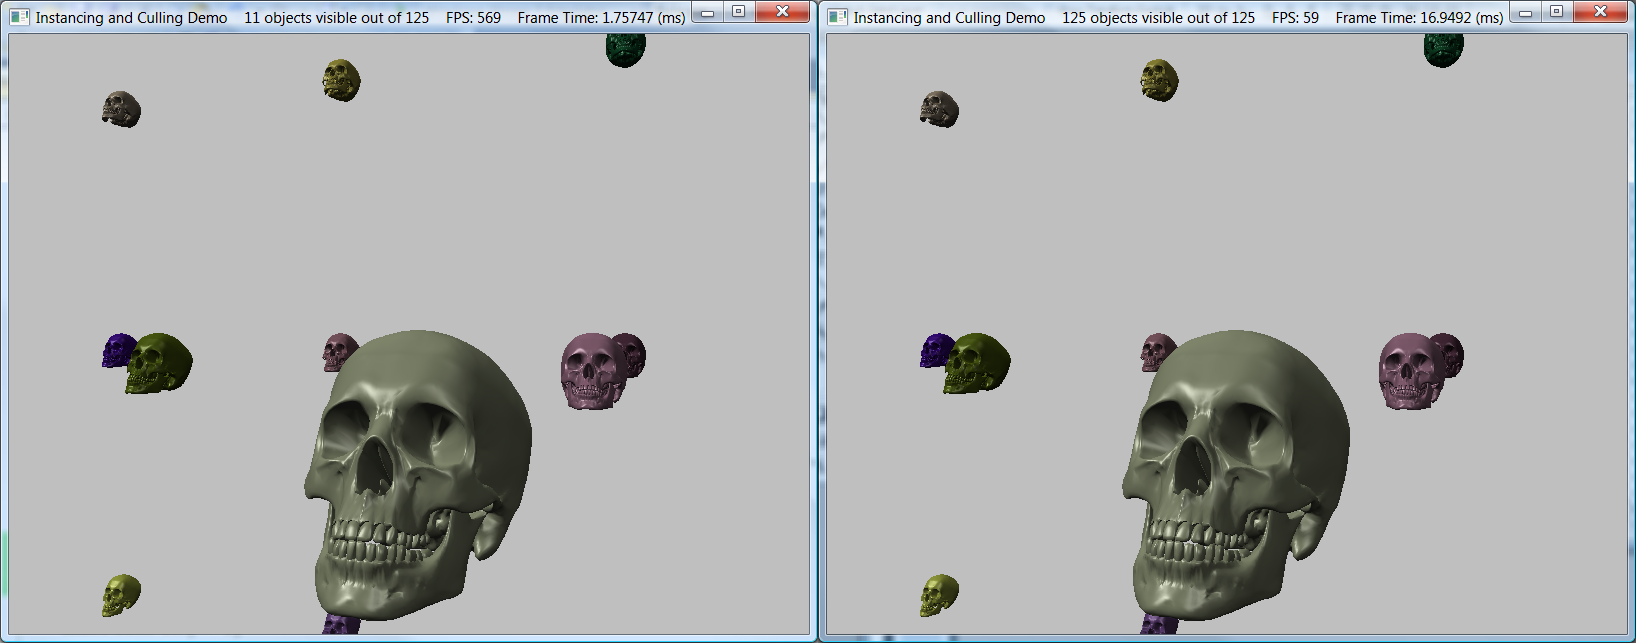 Instancing and Culling Demo 11 objects visible out of 125 FPS: 569 Frame Time: 1.75747 (ms)
Instancing and Culling Demo 125 objects visible out of 125 FPS: 59 Frame Time: 16.9492 (ms)